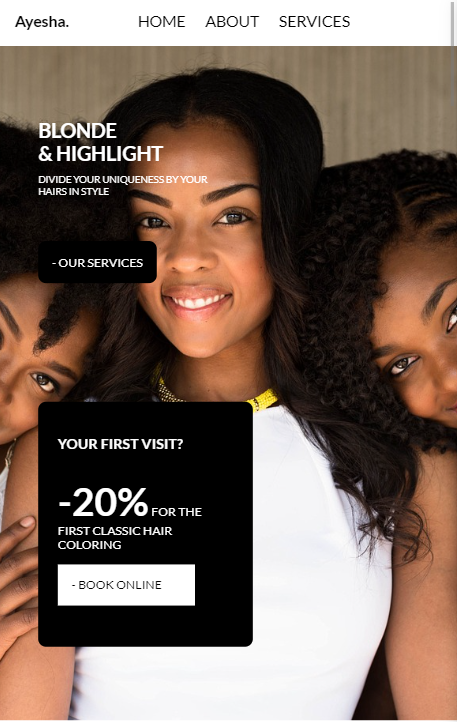 Ayesha. HOME ABOUT SERVICES
BLONDE
& HIGHLIGHT
DIVIDE YOUR UNIQUENESS BY YOUR
HAIRS IN STYLE
- OUR SERVICES
YOUR FIRST VISIT?
-20% FOR THE
FIRST CLASSIC HAIR
COLORING
- BOOK ONLINE